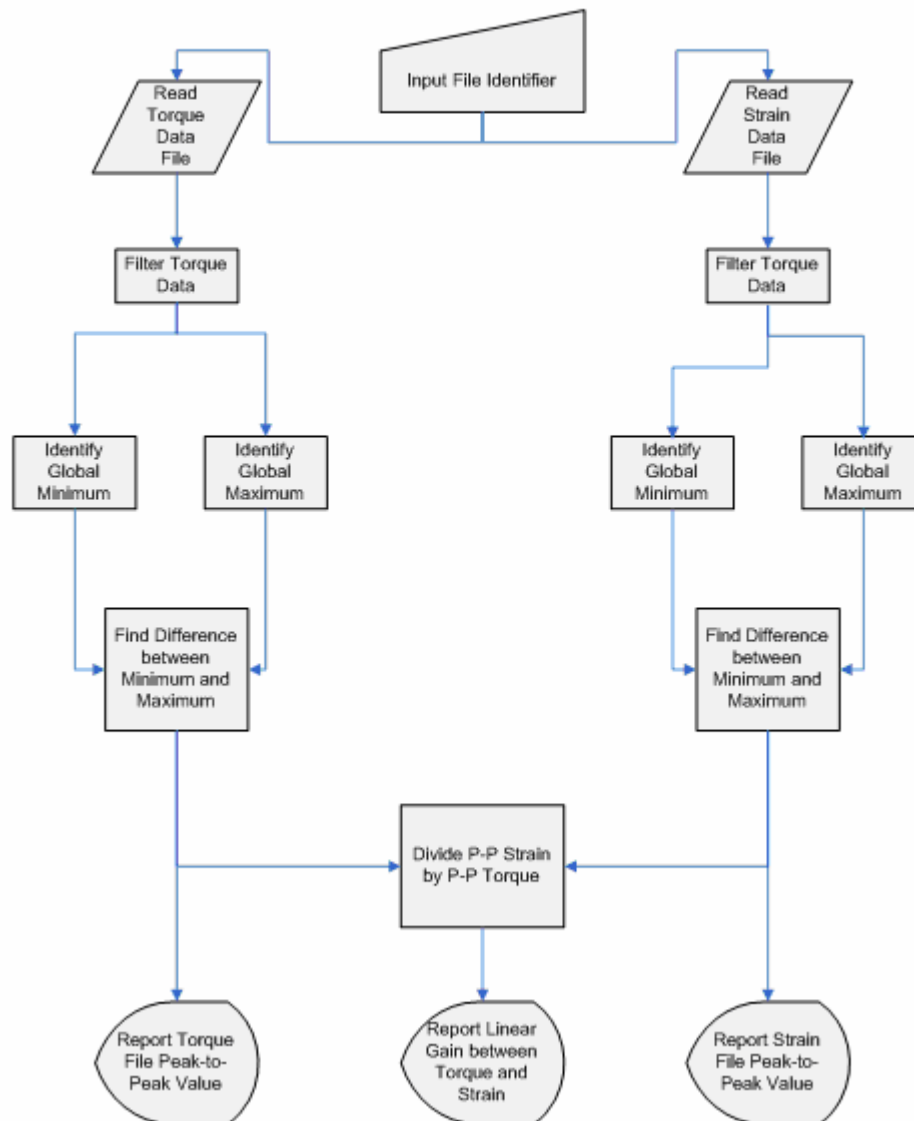 Input File Identifier
Read
Torque
Data
File
Read
Strain
Data
File
Filter Torque
Data
Filter Torque
Data
Identify
Global
Minimum
Identify
Global
Maximum
Identify
Global
Minimum
Identify
Global
Maximum
Find Difference
between
Minimum and
Maximum
Find Difference
between
Minimum and
Maximum
Divide P-P Strain
by P-P Torque
Report Torque
File Peak-to-
Peak Value
Report Linear
Gain between
Torque and
Strain
Report Strain
File Peak-to-
Peak Value